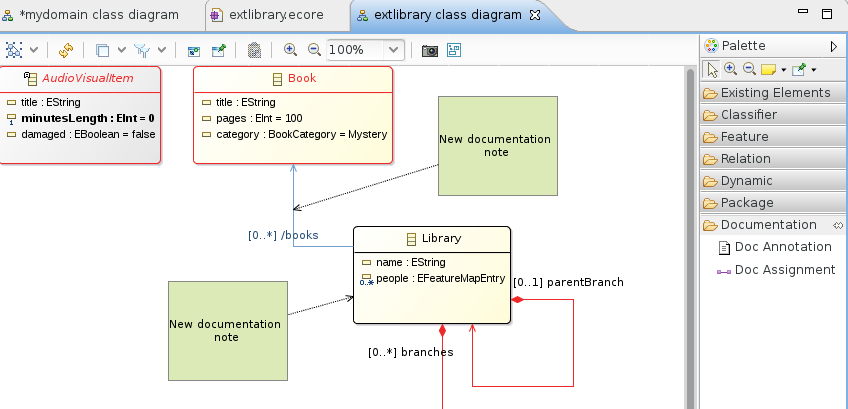 *mydomain class diagram
extlibrary.ecore
extlibrary class diagram
100%
Palette
Existing Elements
Classifier
Feature
Relation
Dynamic
Package
Documentation
Doc Annotation
Doc Assignment
AudioVisualItem
title : EString
minutesLength : EInt = 0
1
damaged : EBoolean = false
Book
title : EString
pages : EInt = 100
category : BookCategory = Mystery
New documentation
note
[0..*] /books
Library
name : EString
people : EFeatureMapEntry
0..*
[0..1] parentBranch
New documentation
note
[0..*] branches